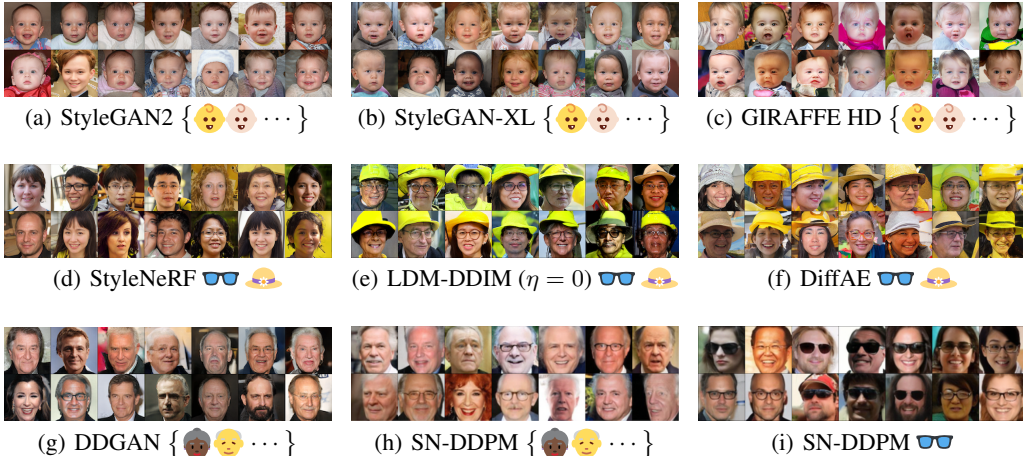 (a) StyleGAN2 {👶👶🏻 ⋯}
(b) StyleGAN-XL {👶👶🏻 ⋯}
(c) GIRAFFE HD {👶👶🏻 ⋯}
(d) StyleNeRF 👓 👒
(e) LDM-DDIM (η = 0) 👓 👒
(f) DiffAE 👓 👒
(g) DDGAN {👵🏿👴 ⋯}
(h) SN-DDPM {👵🏿👴 ⋯}
(i) SN-DDPM 👓